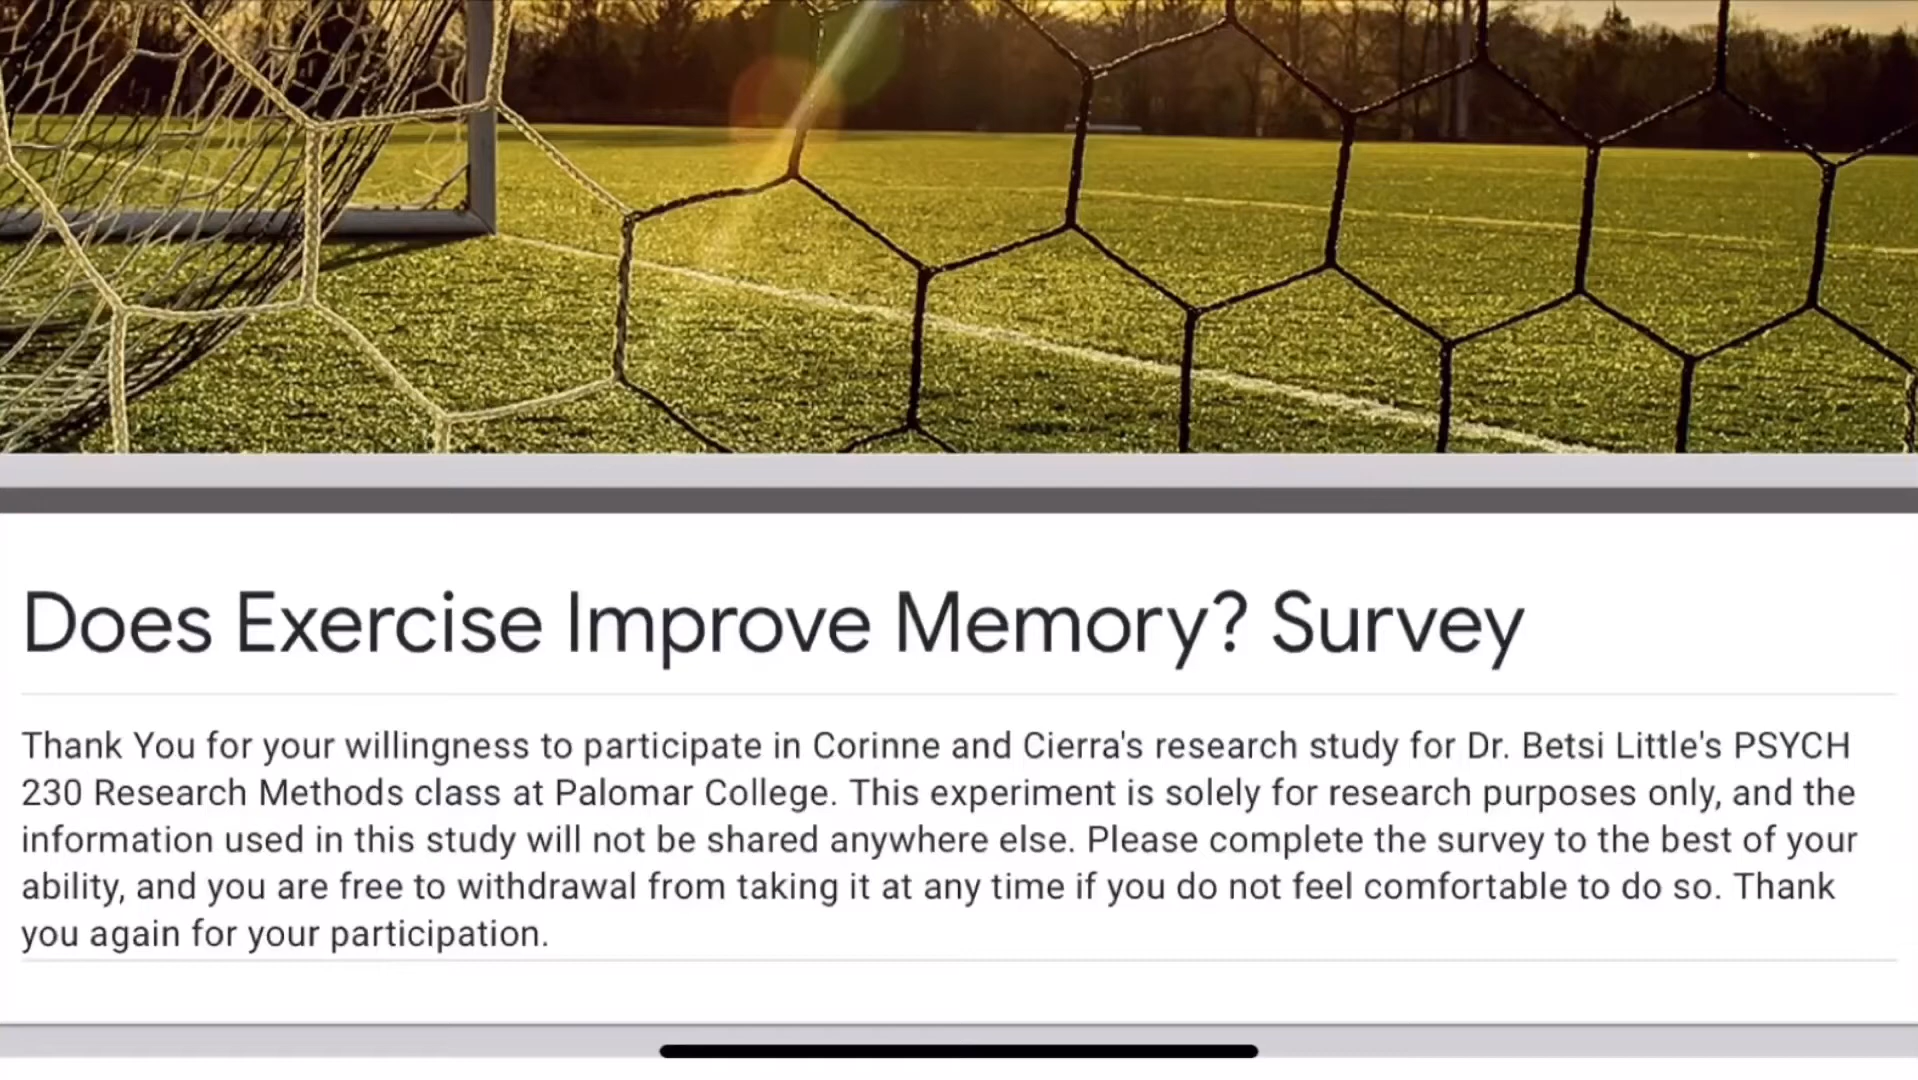 Does Exercise Improve Memory? Survey
Thank You for your willingness to participate in Corinne and Cierra's research study for Dr. Betsi Little's PSYCH
230 Research Methods class at Palomar College. This experiment is solely for research purposes only, and the
information used in this study will not be shared anywhere else. Please complete the survey to the best of your
ability, and you are free to withdrawal from taking it at any time if you do not feel comfortable to do so. Thank
you again for your participation.